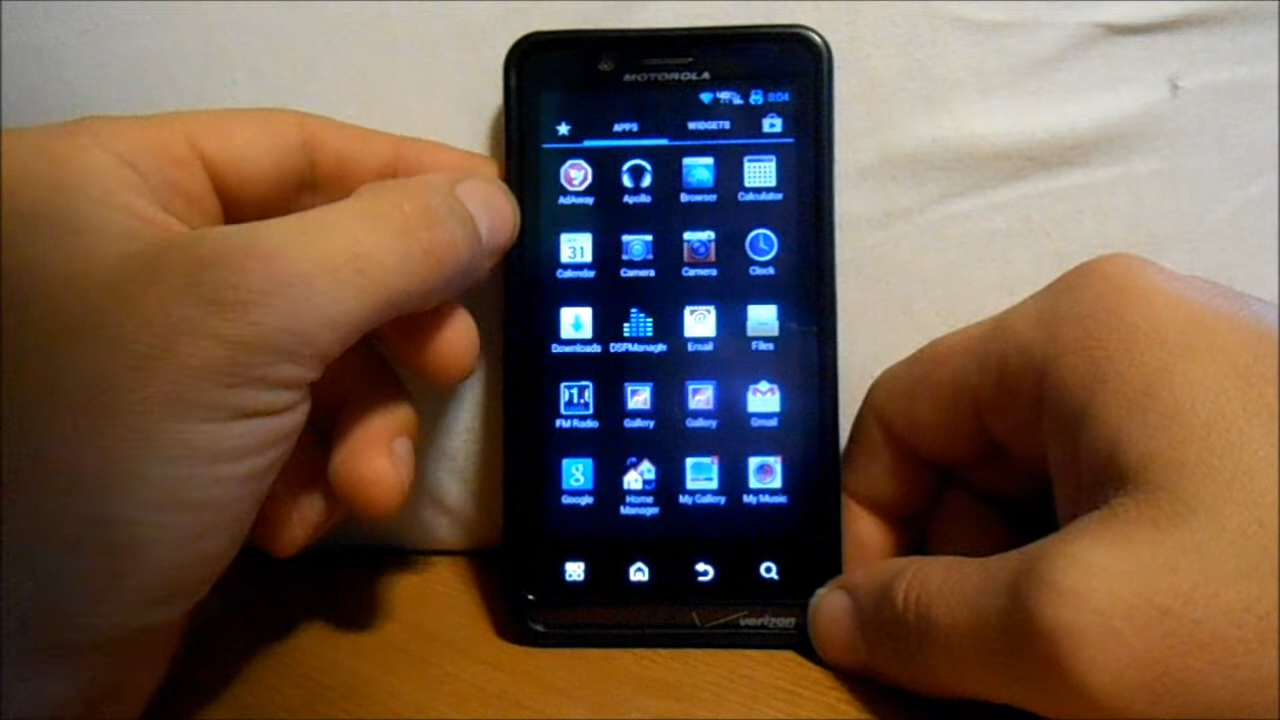 MOTOROLA
8:04
APPS WIDGETS
AdAway Apollo Browser Calculator
31
Calendar Camera Camera Clock
Downloads DSPManager Email Files
FM Radio Gallery Gallery Gmail
g
Google Home Manager My Gallery My Music
verizon